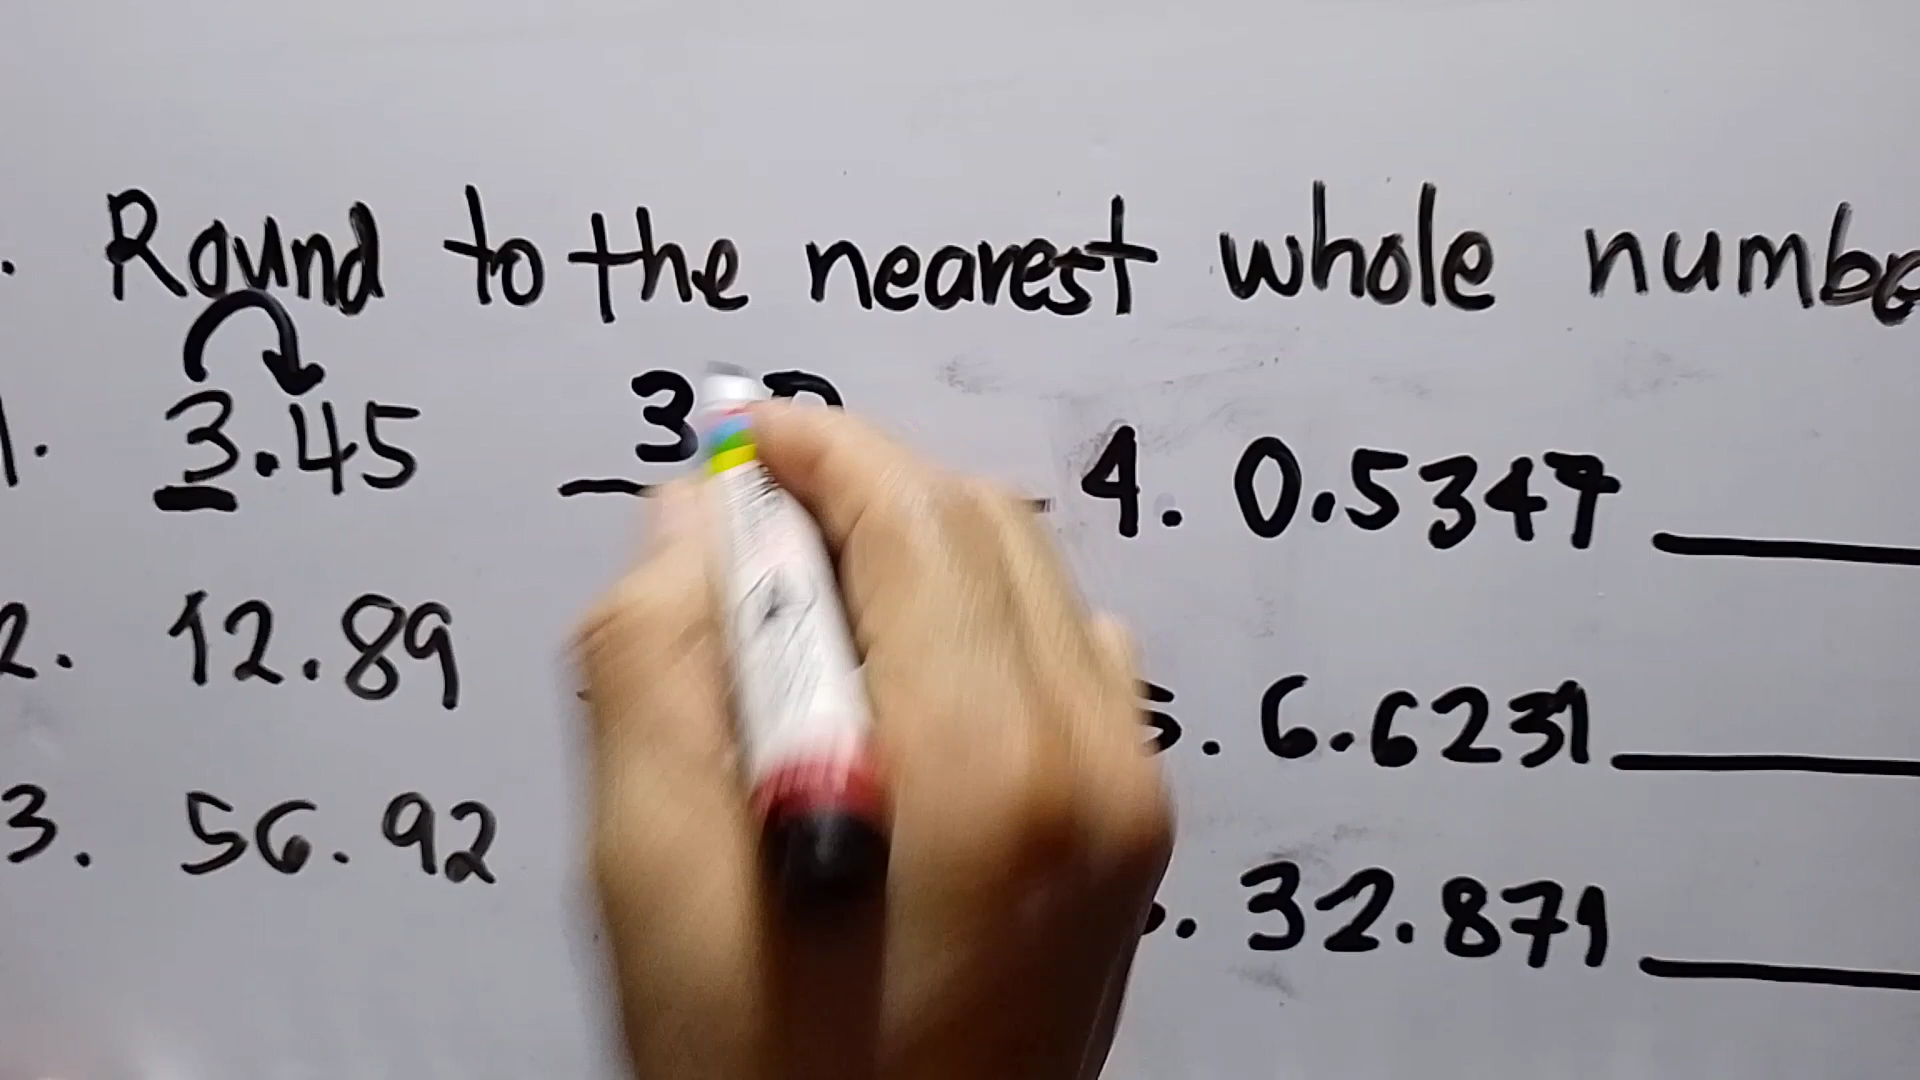 . Round to the nearest whole numbe
1. 3.45 3
2. 12.89
3. 56.92
4. 0.5347
5. 6.6231
. 32.871